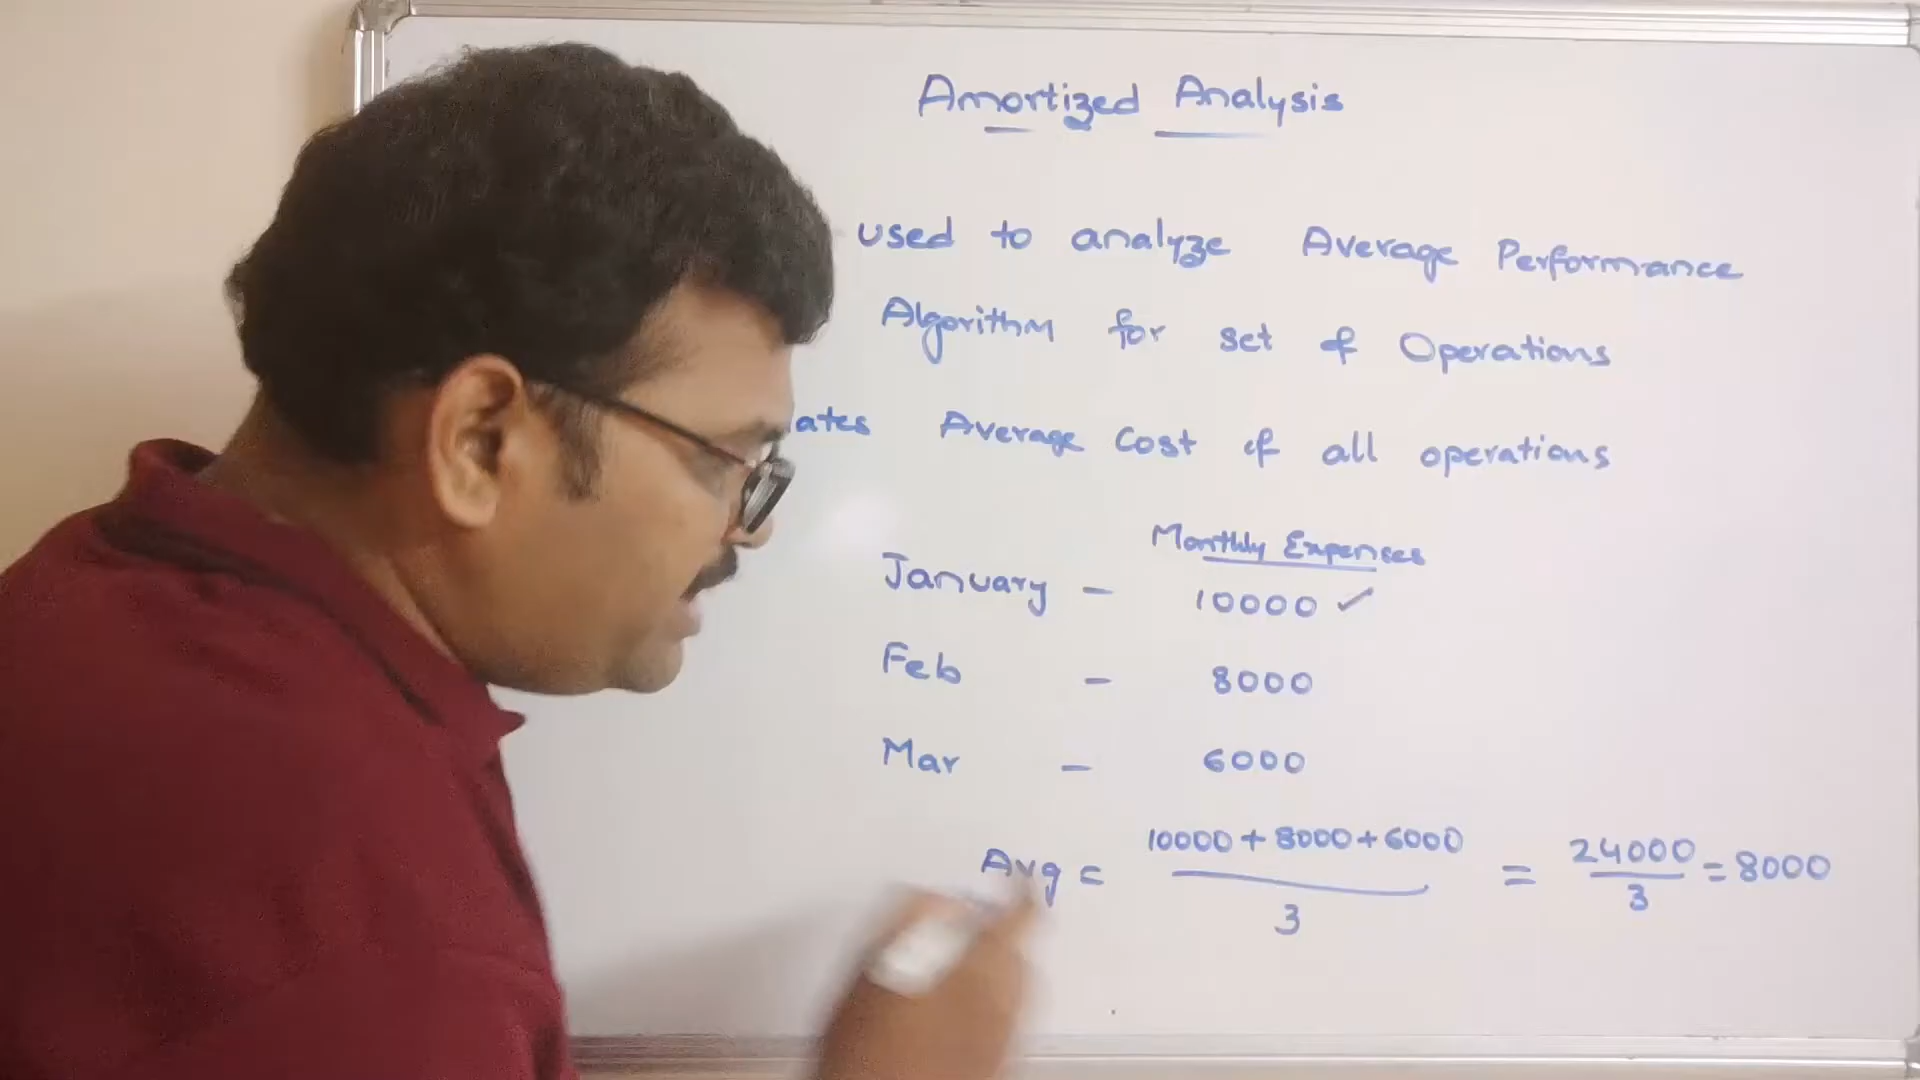 Amortized Analysis
used to analyze Average Performance
Algorithm for set of Operations
ates Average Cost of all operations
Monthly Expenses
January - 10000 ✓
Feb - 8000
Mar - 6000
Avg = 10000 + 8000 + 6000 / 3 = 24000 / 3 = 8000